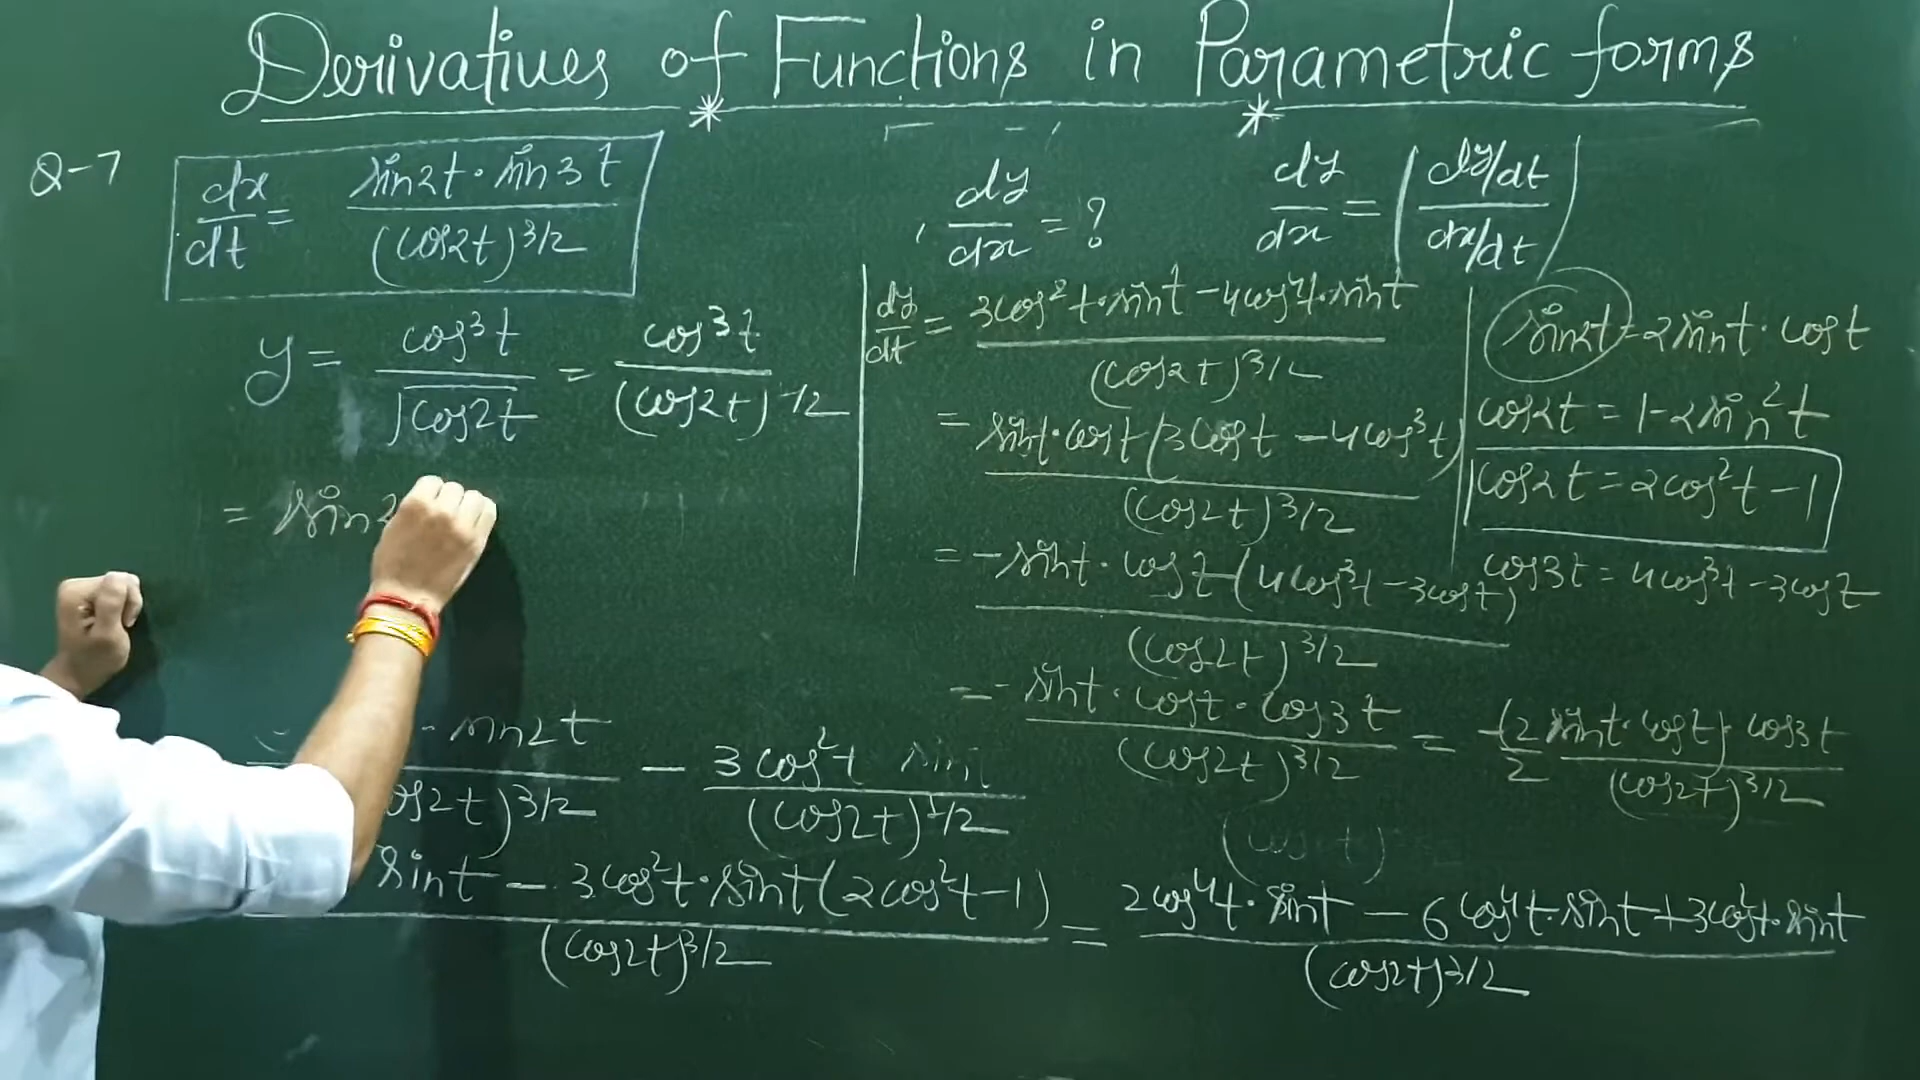 Derivatives of Functions in Parametric forms
Q-7 dx/dt = sin2t·sin3t/(cos2t)^3/2 , dy/dx = ? dy/dx = (dy/dt / dx/dt)
y = cos³t/√cos2t = cos³t/(cos2t)^1/2
= sin2
- sin2t/(cos2t)^3/2 - 3cos²t sint/(cos2t)^1/2
sint - 3cos²t·sint(2cos²t-1)/(cos2t)^3/2 = 2cos⁴t·sint - 6cos⁴t·sint+3cos²t·sint/(cos2t)^3/2
dy/dt = 3cos²t·sint - 4cos⁴t·sint/(cos2t)^3/2
= sint·cost(3cost - 4cos³t)/(cos2t)^3/2
= -sint·cost(4cos³t - 3cost)/(cos2t)^3/2
= -sint·cost·cos3t/(cos2t)^3/2 = -(2sint·cost)·cos3t/2(cos2t)^3/2
sin2t = 2sint·cost
cos2t = 1-2sin²t
cos2t = 2cos²t-1
cos3t = 4cos³t-3cost